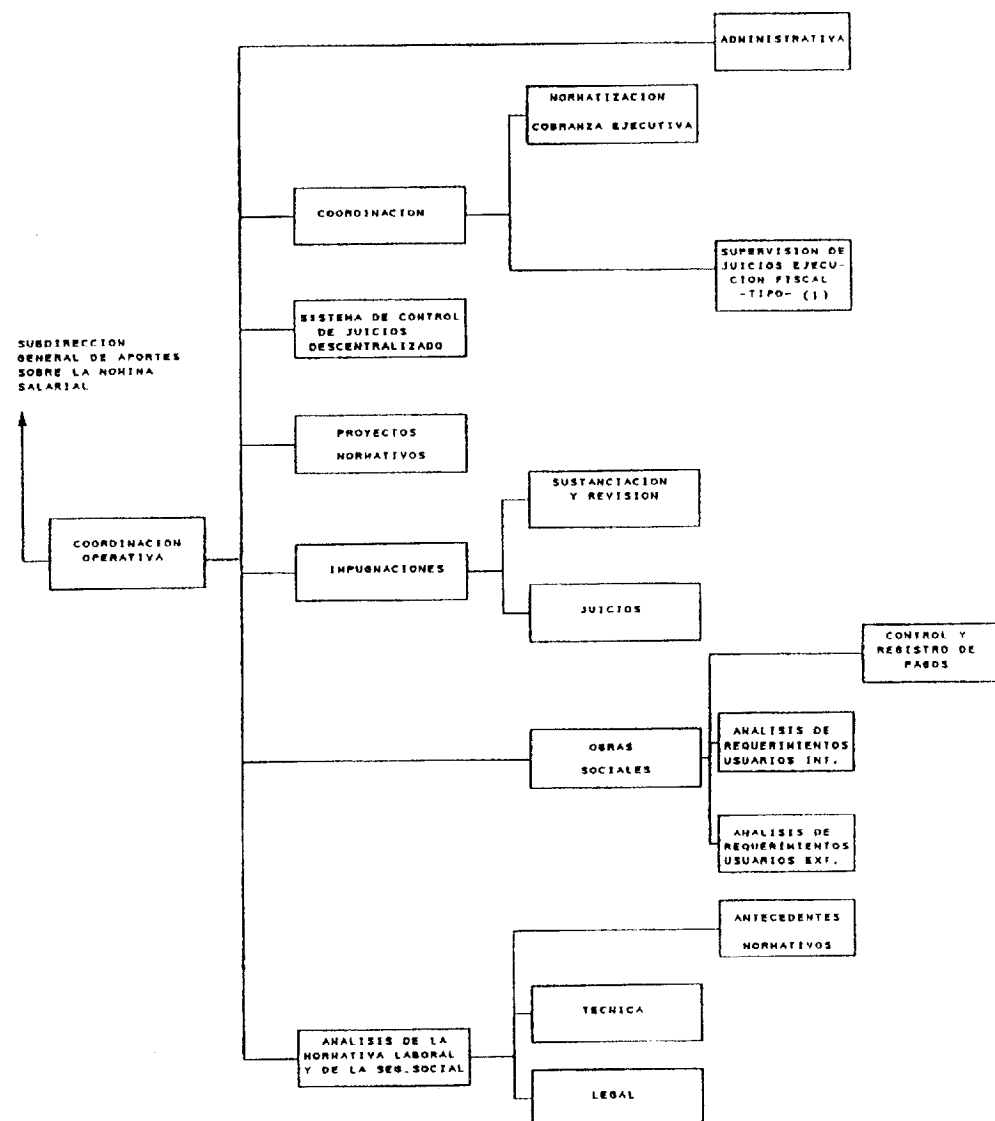 ADMINISTRATIVA
NORMATIZACION
COBRANZA EJECUTIVA
COORDINACION
SUPERVISION DE
JUICIOS EJECU-
CION FISCAL
-TIPO- (1)
SISTEMA DE CONTROL
DE JUICIOS
DESCENTRALIZADO
SUBDIRECCION
GENERAL DE APORTES
SOBRE LA NOMINA
SALARIAL
PROYECTOS
NORMATIVOS
SUSTANCIACION
Y REVISION
COORDINACION
OPERATIVA
IMPUGNACIONES
JUICIOS
CONTROL Y
REGISTRO DE
PAGOS
OBRAS
SOCIALES
ANALISIS DE
REQUERIMIENTOS
USUARIOS INT.
ANALISIS DE
REQUERIMIENTOS
USUARIOS EXT.
ANTECEDENTES
NORMATIVOS
TECNICA
ANALISIS DE LA
NORMATIVA LABORAL
Y DE LA SEG.SOCIAL
LEGAL